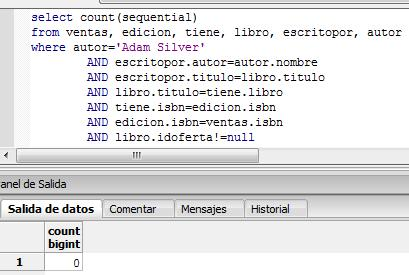 select count(sequential)
from ventas, edicion, tiene, libro, escritopor, autor
where autor='Adam Silver'
AND escritopor.autor=autor.nombre
AND escritopor.titulo=libro.titulo
AND libro.titulo=tiene.libro
AND tiene.isbn=edicion.isbn
AND edicion.isbn=ventas.isbn
AND libro.idoferta!=null
anel de Salida
Salida de datos Comentar Mensajes Historial
count
bigint
1 0